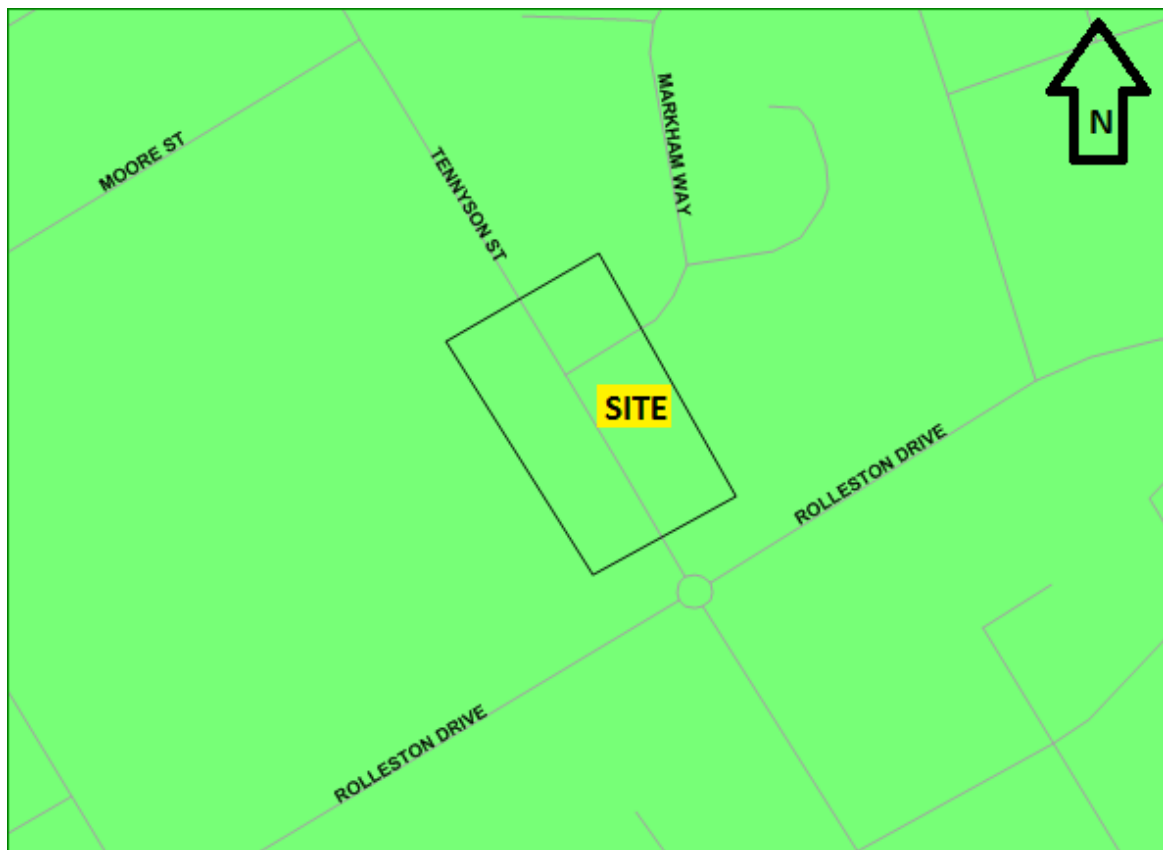 MARKHAM WAY
N
MOORE ST
TENNYSON ST
SITE
ROLLESTON DRIVE
ROLLESTON DRIVE